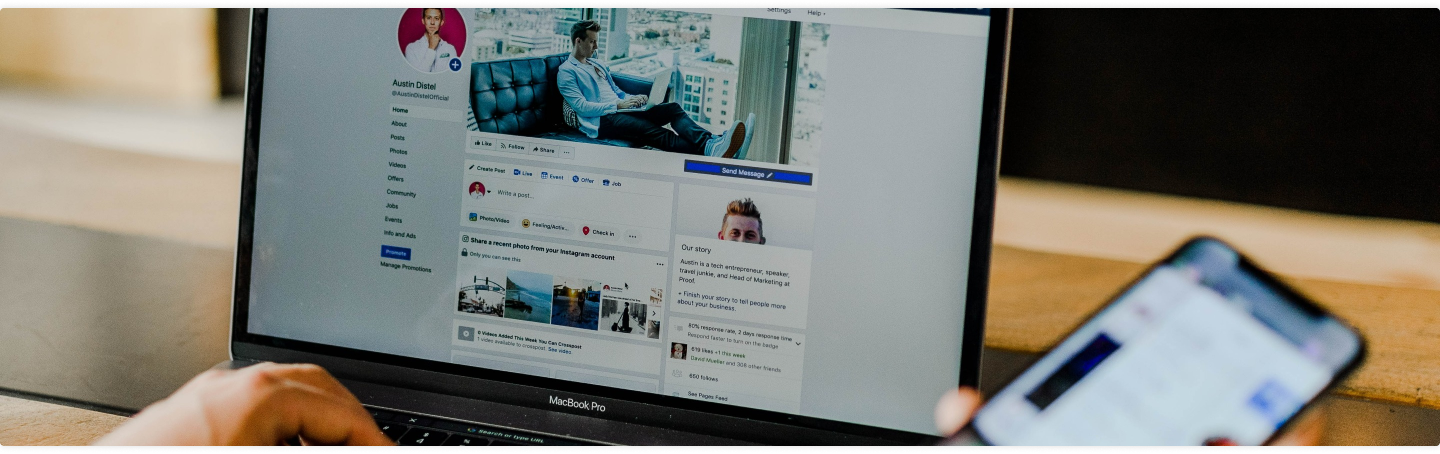 Settings
Help
Austin Distel
@AustinDistelOfficial
Home
About
Posts
Photos
Videos
Offers
Community
Jobs
Events
Info and Ads
Promote
Manage Promotions
Like
Follow
Share
...
Send Message
Create Post
Live
Event
Offer
Job
Write a post...
Photo/Video
Feeling/Activ...
Check in
...
Share a recent photo from your Instagram account
...
Only you can see this
0 Videos Added This Week You Can Crosspost
1 video available to crosspost. See video.
Our story
Austin is a tech entrepreneur, speaker,
travel junkie, and Head of Marketing at
Proof.
+ Finish your story to tell people more
about your business.
80% response rate, 2 days response time
Respond faster to turn on the badge
619 likes +1 this week
David Mueller and 308 other friends
650 follows
See Pages Feed
MacBook Pro
Search or type URL